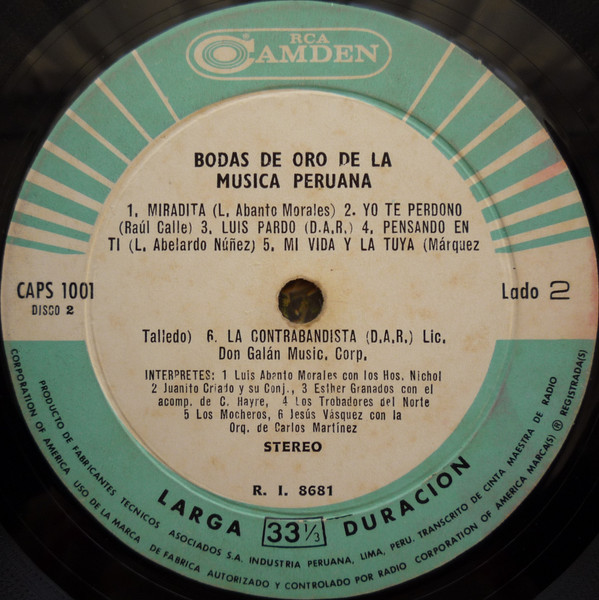 RCA
CAMDEN
BODAS DE ORO DE LA
MUSICA PERUANA
1, MIRADITA (L, Abanto Morales) 2. YO TE PERDONO
(Raúl Calle) 3, LUIS PARDO (D.A.R.) 4, PENSANDO EN
TI (L, Abelardo Núñez) 5, MI VIDA Y LA TUYA (Márquez
CAPS 1001
DISCO 2
Lado 2
Talledo) 6. LA CONTRABANDISTA (D.A.R,) Lic,
Don Galán Music. Corp,
INTERPRETES: 1 Luis Abanto Morales con los Hos. Nichol
2 Juanito Criado y su Conj., 3 Esther Granados con el
acomp. de C. Hayre, 4 Los Trobadores del Norte
5 Los Mocheros, 6 Jesús Vásquez con la
Orq. de Carlos Martínez
STEREO
R. I. 8681
LARGA 33 1/3 DURACION
PRODUCTO DE FABRICANTES TECNICOS ASOCIADOS S.A. INDUSTRIA PERUANA, LIMA, PERU. TRANSCRITO DE CINTA MAESTRA DE RADIO
CORPORATION OF AMERICA USO DE LA MARCA DE FABRICA AUTORIZADO Y CONTROLADO POR RADIO CORPORATION OF AMERICA MARCA(S) ® REGISTRADA(S)